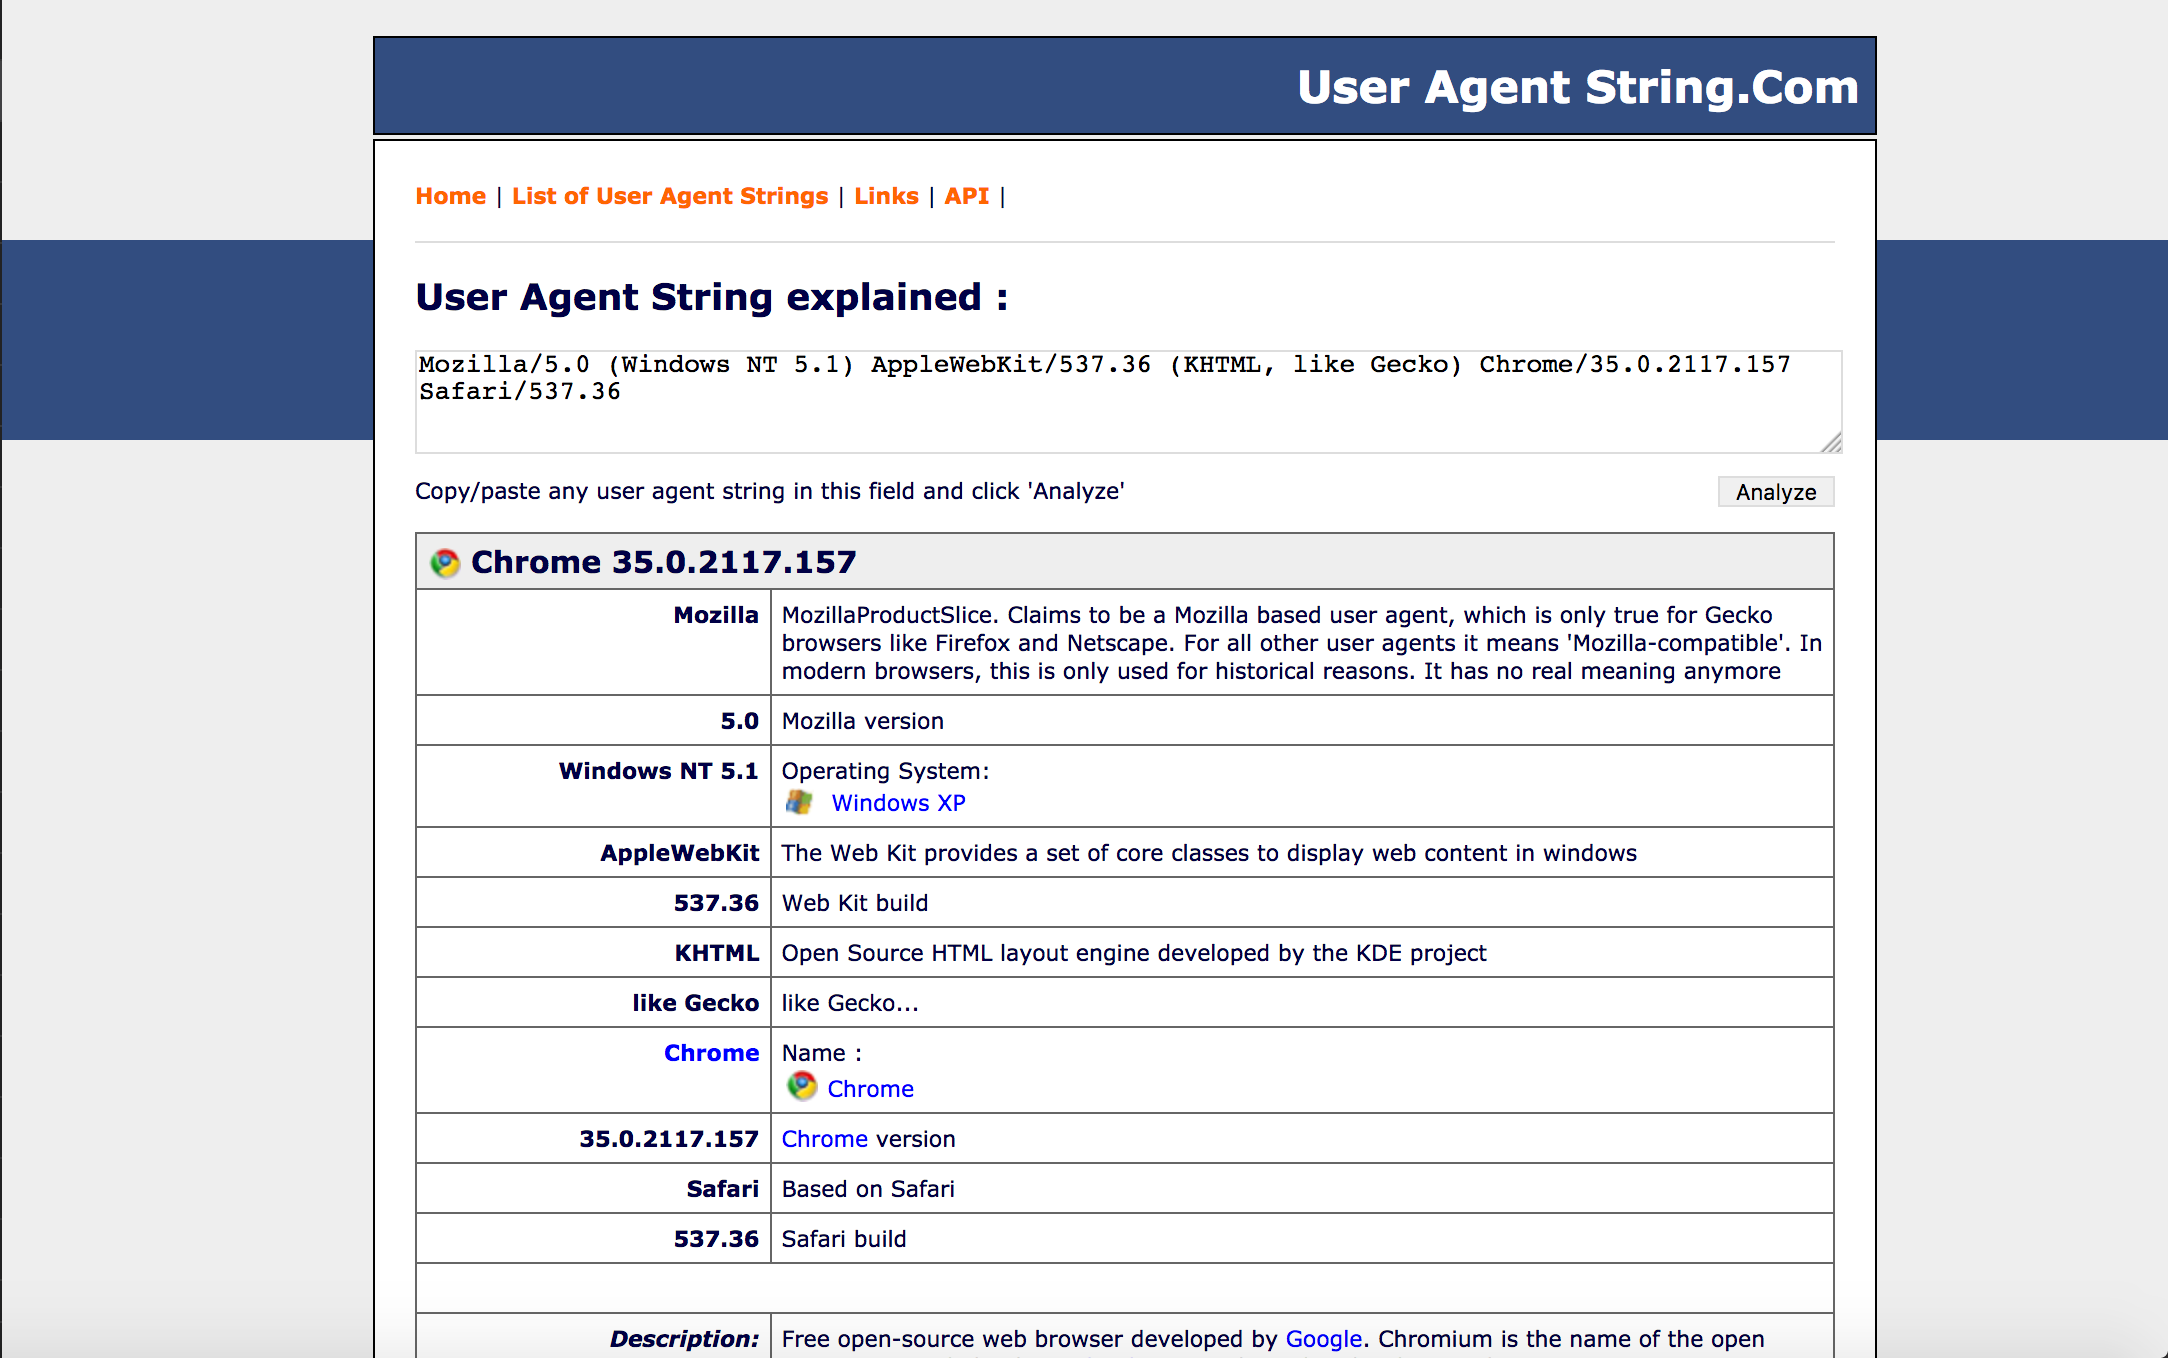 User Agent String.Com
Home | List of User Agent Strings | Links | API |
User Agent String explained :
Mozilla/5.0 (Windows NT 5.1) AppleWebKit/537.36 (KHTML, like Gecko) Chrome/35.0.2117.157
Safari/537.36
Copy/paste any user agent string in this field and click 'Analyze'
Analyze
Chrome 35.0.2117.157
Mozilla MozillaProductSlice. Claims to be a Mozilla based user agent, which is only true for Gecko
browsers like Firefox and Netscape. For all other user agents it means 'Mozilla-compatible'. In
modern browsers, this is only used for historical reasons. It has no real meaning anymore
5.0 Mozilla version
Windows NT 5.1 Operating System:
Windows XP
AppleWebKit The Web Kit provides a set of core classes to display web content in windows
537.36 Web Kit build
KHTML Open Source HTML layout engine developed by the KDE project
like Gecko like Gecko...
Chrome Name :
Chrome
35.0.2117.157 Chrome version
Safari Based on Safari
537.36 Safari build
Description: Free open-source web browser developed by Google. Chromium is the name of the open